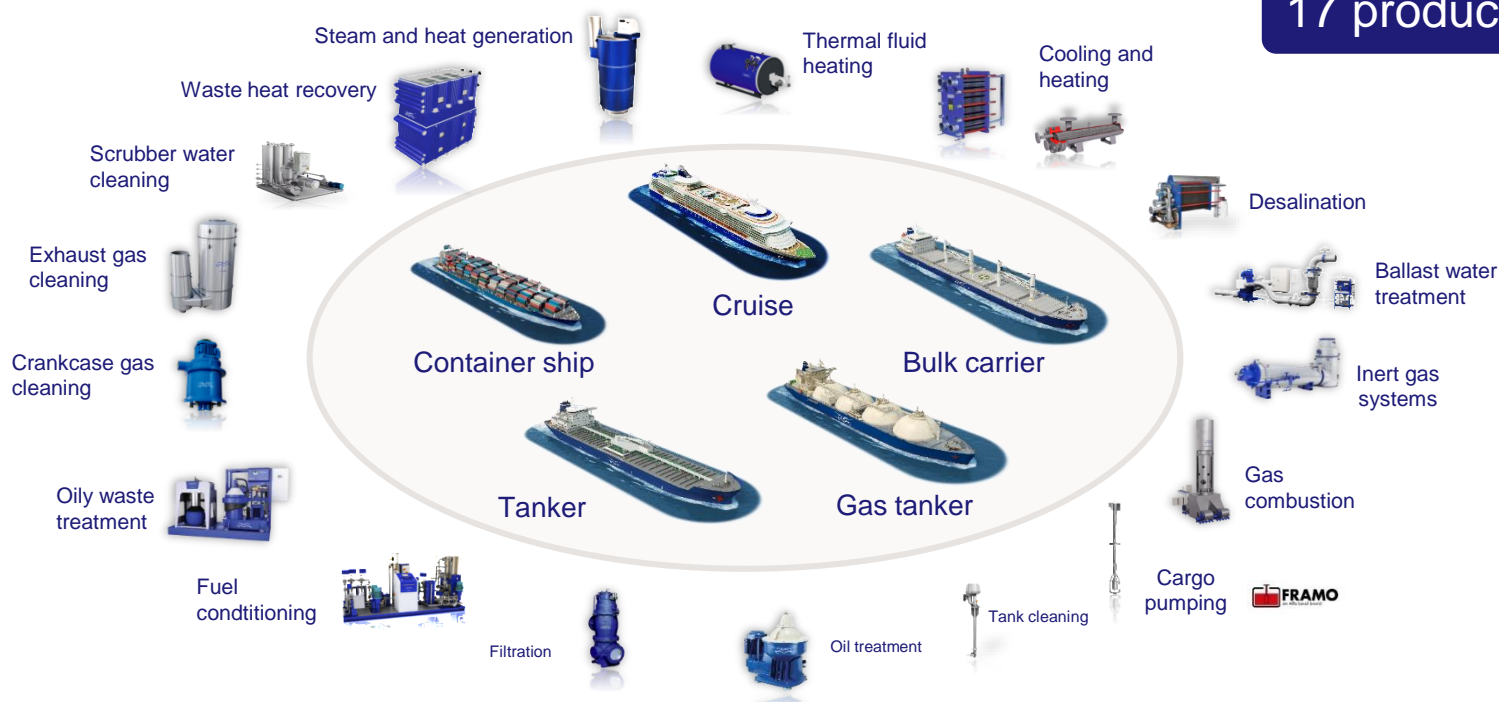 17 produc
Steam and heat generation
Thermal fluid
heating
Cooling and
heating
Waste heat recovery
Scrubber water
cleaning
Desalination
Exhaust gas
cleaning
Ballast water
treatment
Cruise
Container ship
Bulk carrier
Crankcase gas
cleaning
Inert gas
systems
Oily waste
treatment
Tanker
Gas tanker
Gas
combustion
Fuel
condtitioning
Cargo
pumping
FRAMO
Tank cleaning
Filtration
Oil treatment